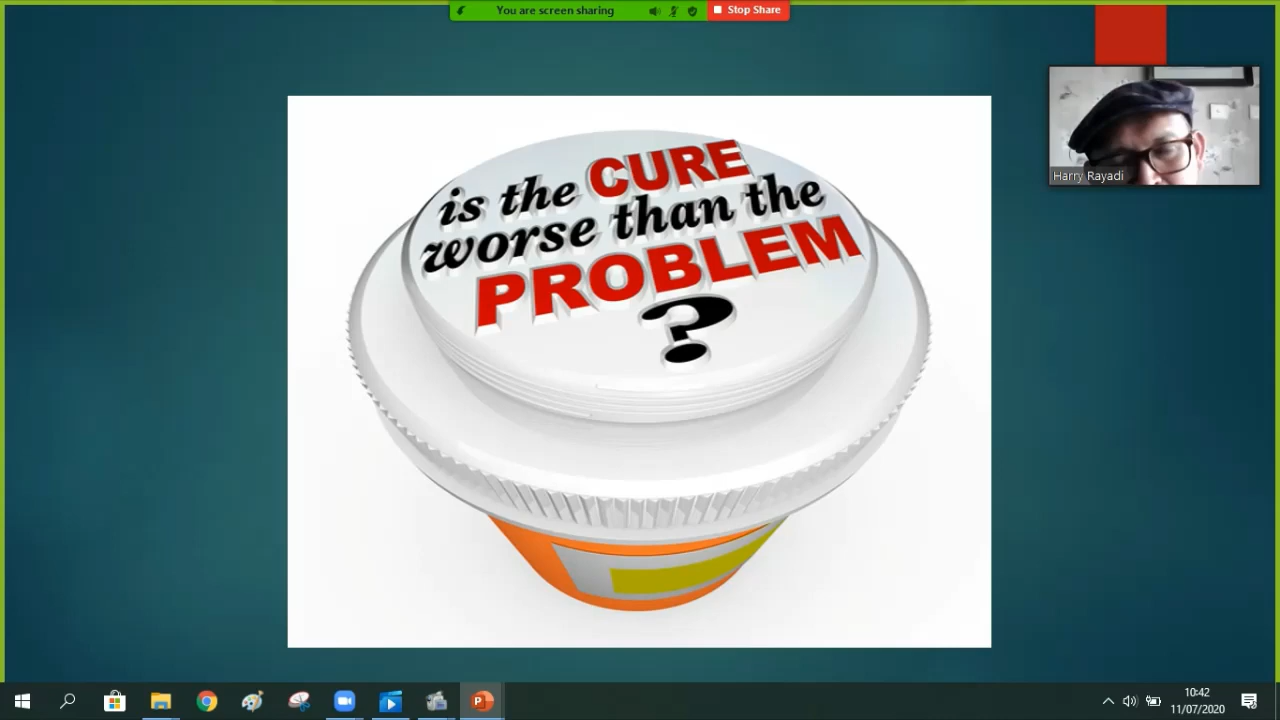 You are screen sharing
Stop Share
Harry Rayadi
is the CURE
worse than the
PROBLEM
?
P
10:42
11/07/2020